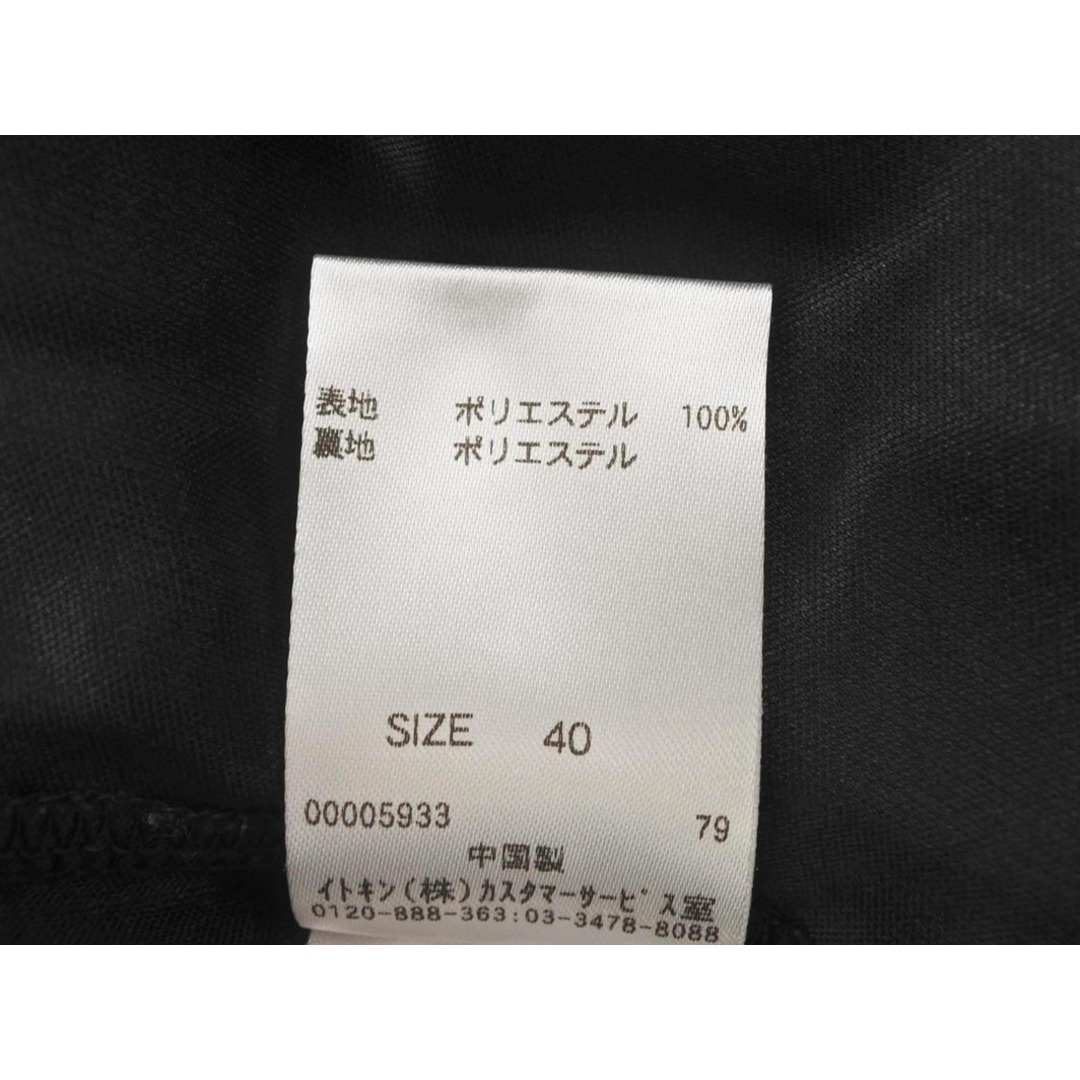 表地 ポリエステル 100%
裏地 ポリエステル
SIZE 40
00005933 79
中国製
イトキン(株)カスタマーサービス室
0120-888-363:03-3478-8088